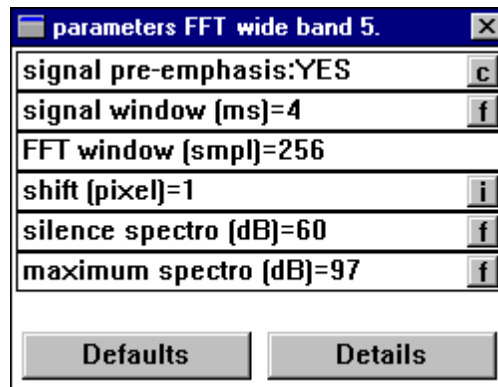 parameters FFT wide band 5.
signal pre-emphasis:YES c
signal window (ms)=4 f
FFT window (smpl)=256
shift (pixel)=1 i
silence spectro (dB)=60 f
maximum spectro (dB)=97 f
Defaults Details